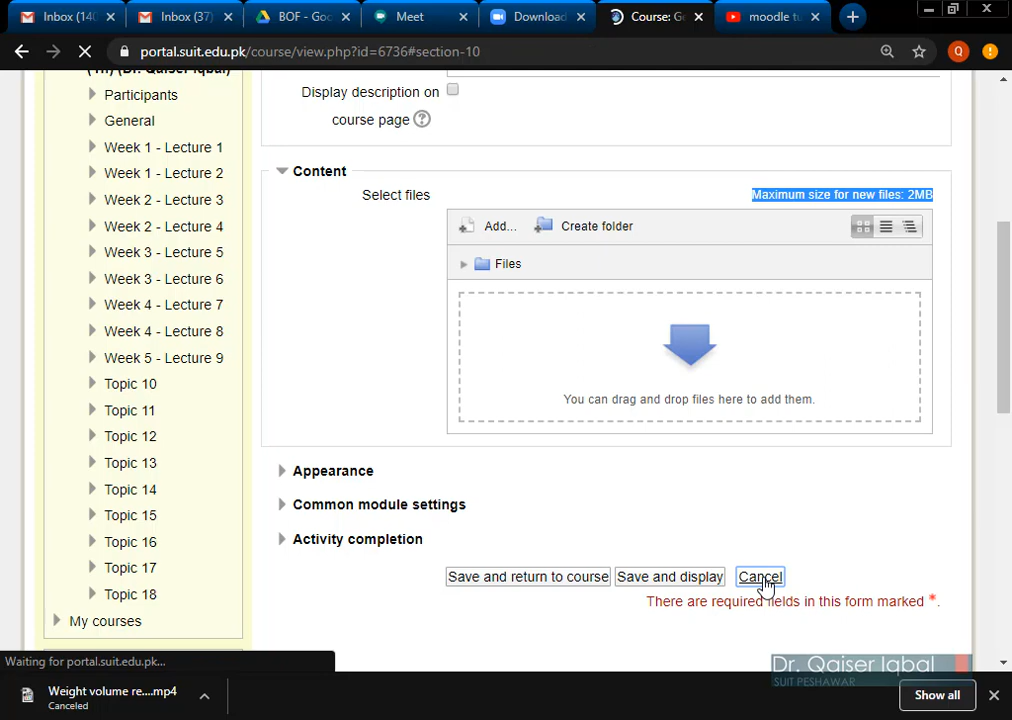 Inbox (140
Inbox (37)
BOF - Goo
Meet
Download
Course: Go
moodle tu
portal.suit.edu.pk/course/view.php?id=6736#section-10
Q
(Th) (Dr. Qaiser Iqbal)
Participants
General
Week 1 - Lecture 1
Week 1 - Lecture 2
Week 2 - Lecture 3
Week 2 - Lecture 4
Week 3 - Lecture 5
Week 3 - Lecture 6
Week 4 - Lecture 7
Week 4 - Lecture 8
Week 5 - Lecture 9
Topic 10
Topic 11
Topic 12
Topic 13
Topic 14
Topic 15
Topic 16
Topic 17
Topic 18
My courses
Display description on
course page
Content
Select files
Maximum size for new files: 2MB
Add...
Create folder
Files
You can drag and drop files here to add them.
Appearance
Common module settings
Activity completion
Save and return to course
Save and display
Cancel
There are required fields in this form marked *.
Waiting for portal.suit.edu.pk...
Dr. Qaiser Iqbal
SUIT PESHAWAR
Weight volume re....mp4
Canceled
Show all